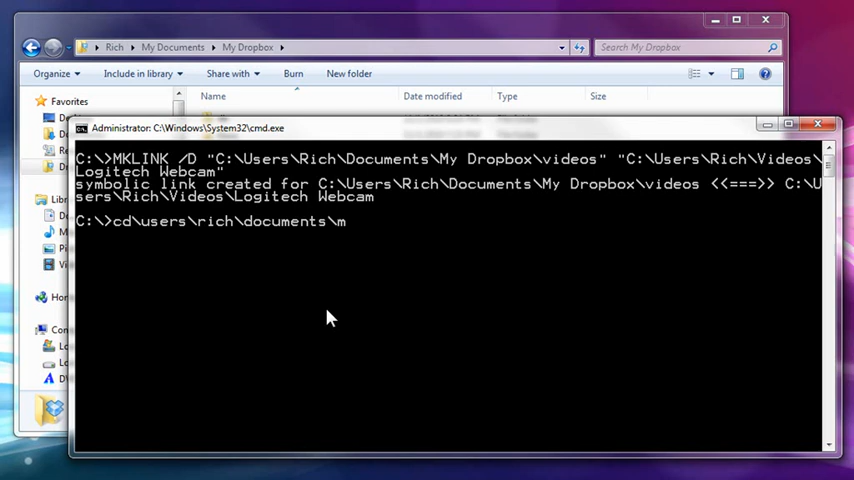 Rich My Documents My Dropbox
Search My Dropbox
Organize Include in library Share with Burn New folder
Favorites
Name Date modified Type Size
Administrator: C:\Windows\System32\cmd.exe
C:\>MKLINK /D "C:\Users\Rich\Documents\My Dropbox\videos" "C:\Users\Rich\Videos\
Logitech Webcam"
symbolic link created for C:\Users\Rich\Documents\My Dropbox\videos <<===>> C:\U
sers\Rich\Videos\Logitech Webcam
C:\>cd\users\rich\documents\m